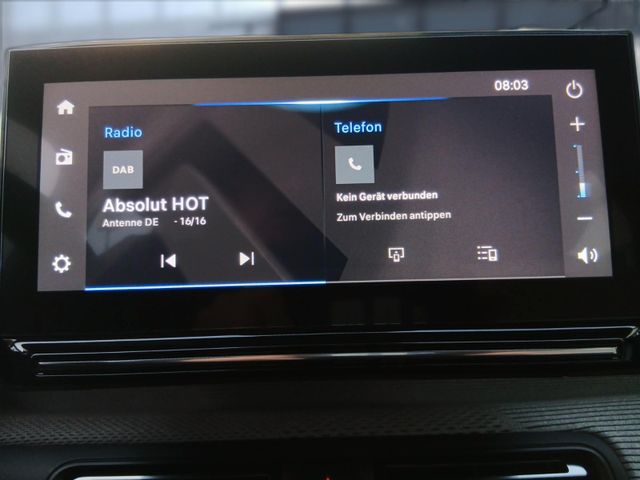 08:03
Radio
DAB
Absolut HOT
Antenne DE - 16/16
Telefon
Kein Gerät verbunden
Zum Verbinden antippen